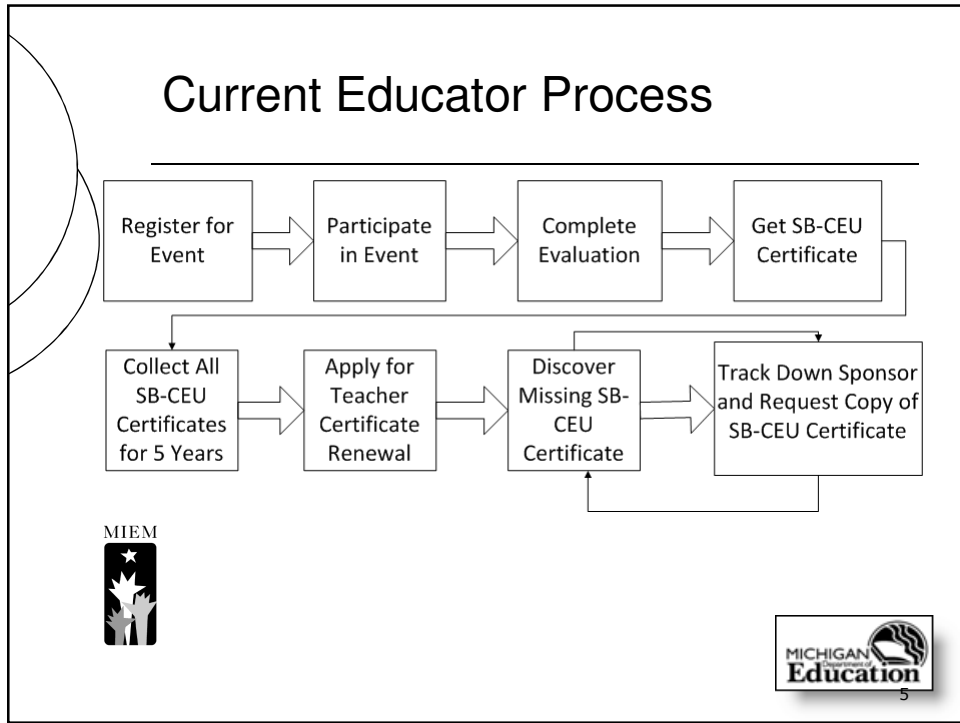 Current Educator Process
Register for
Event
Participate
in Event
Complete
Evaluation
Get SB-CEU
Certificate
Collect All
SB-CEU
Certificates
for 5 Years
Apply for
Teacher
Certificate
Renewal
Discover
Missing SB-
CEU
Certificate
Track Down Sponsor
and Request Copy of
SB-CEU Certificate
MIEM
MICHIGAN
Department of
Education
5